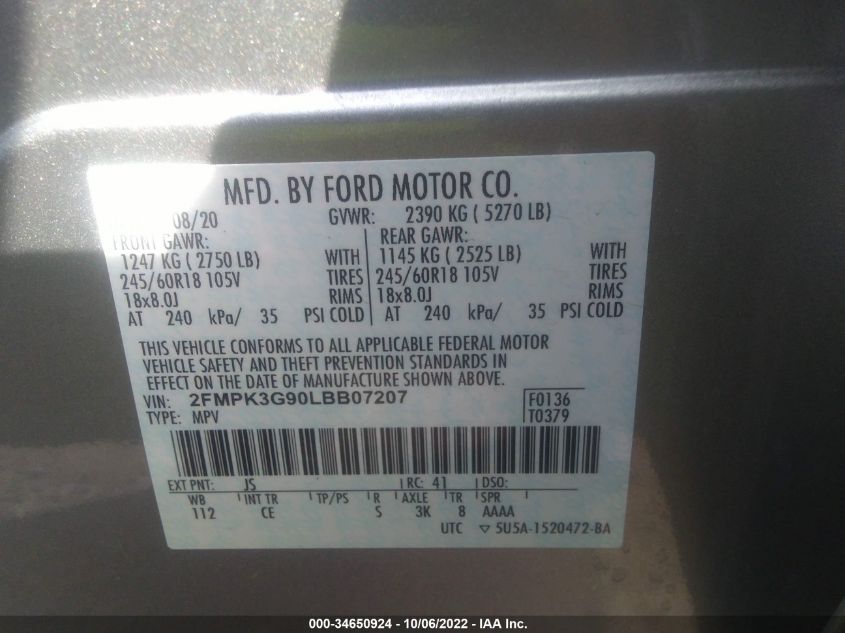 MFD. BY FORD MOTOR CO.
08/20 GVWR: 2390 KG ( 5270 LB)
FRONT GAWR: REAR GAWR:
1247 KG ( 2750 LB) WITH 1145 KG ( 2525 LB) WITH
245/60R18 105V TIRES 245/60R18 105V TIRES
18x8.0J RIMS 18x8.0J RIMS
AT 240 kPa/ 35 PSI COLD AT 240 kPa/ 35 PSI COLD
THIS VEHICLE CONFORMS TO ALL APPLICABLE FEDERAL MOTOR
VEHICLE SAFETY AND THEFT PREVENTION STANDARDS IN
EFFECT ON THE DATE OF MANUFACTURE SHOWN ABOVE.
VIN: 2FMPK3G90LBB07207 F0136
TYPE: MPV T0379
EXT PNT: JS RC: 41 DSO:
WB INT TR TP/PS R AXLE TR SPR
112 CE S 3K 8 AAAA
UTC ▽ 5U5A-1520472-BA
000-34650924 - 10/06/2022 - IAA Inc.